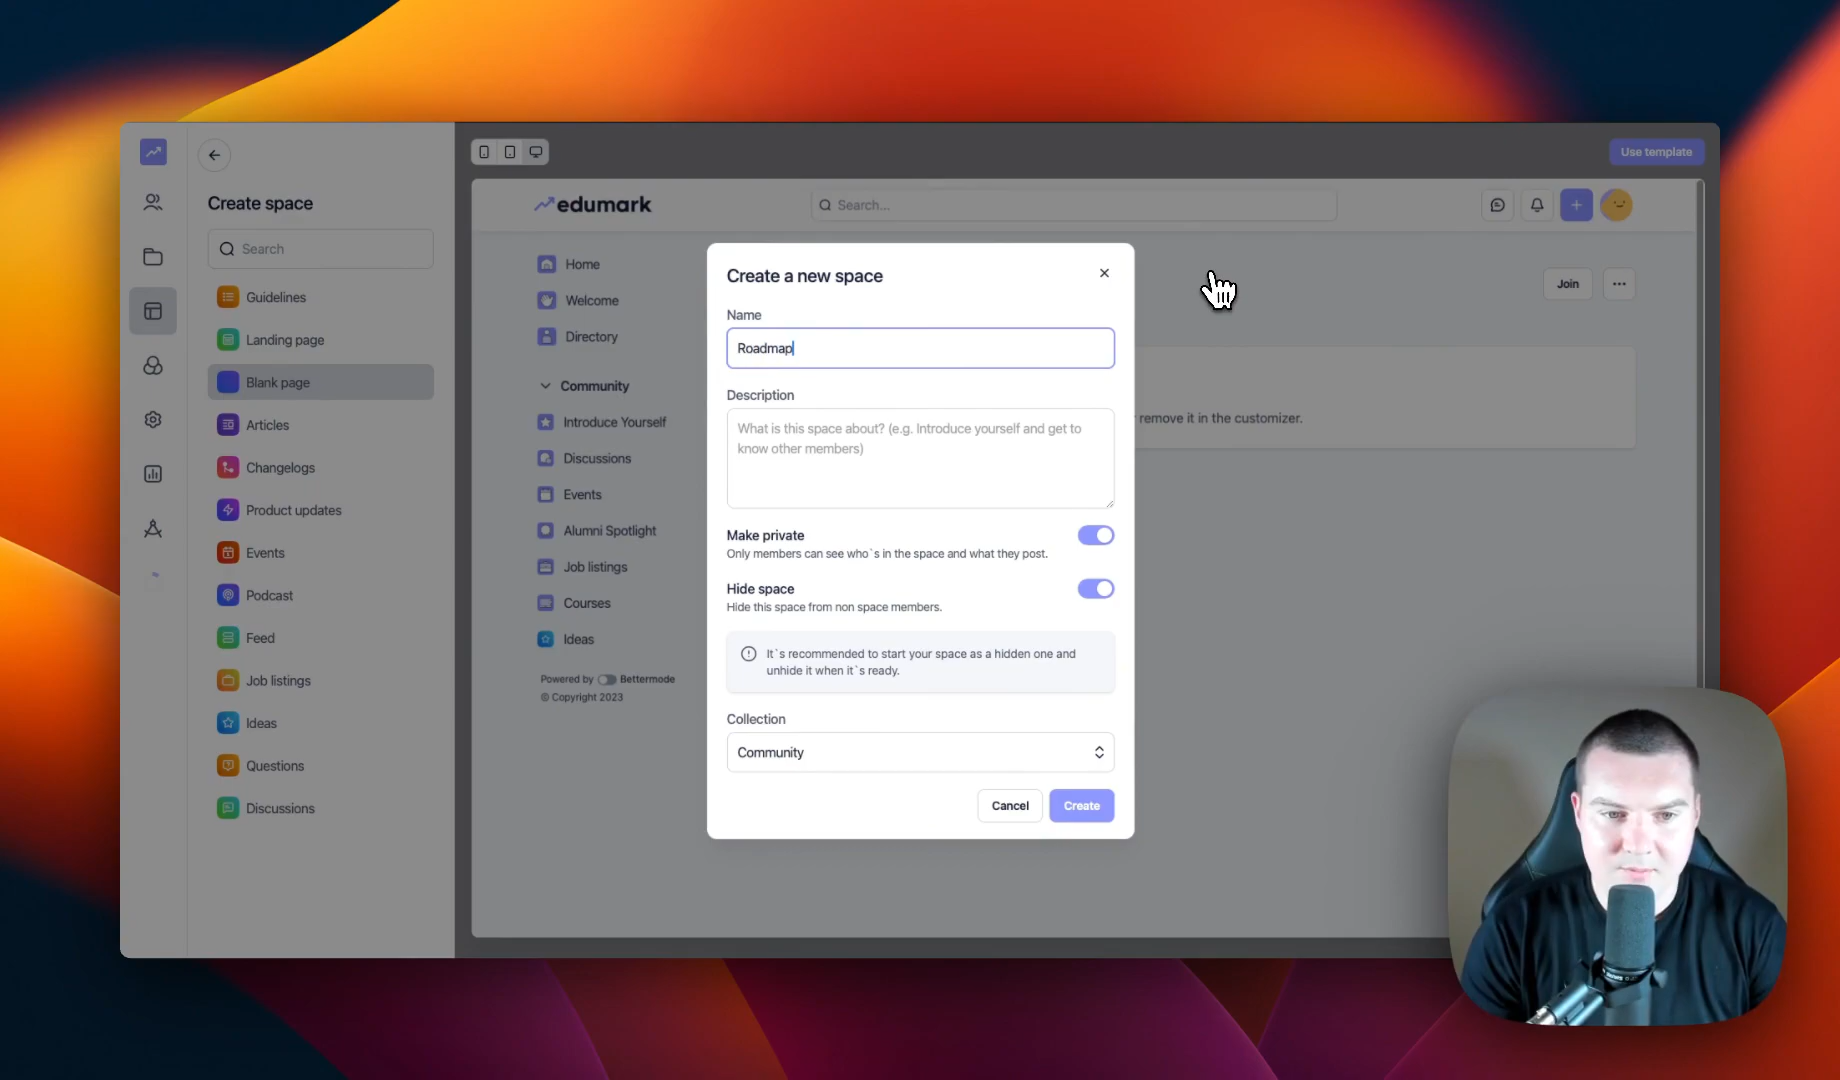 Create space
Search
Guidelines
Landing page
Blank page
Articles
Changelogs
Product updates
Events
Podcast
Feed
Job listings
Ideas
Questions
Discussions
Use template
edumark
Search...
Home
Welcome
Directory
Community
Introduce Yourself
Discussions
Events
Alumni Spotlight
Job listings
Courses
Ideas
Powered by Bettermode
© Copyright 2023
Join
remove it in the customizer.
Create a new space
Name
Roadmap
Description
What is this space about? (e.g. Introduce yourself and get to
know other members)
Make private
Only members can see who`s in the space and what they post.
Hide space
Hide this space from non space members.
It`s recommended to start your space as a hidden one and
unhide it when it`s ready.
Collection
Community
Cancel
Create